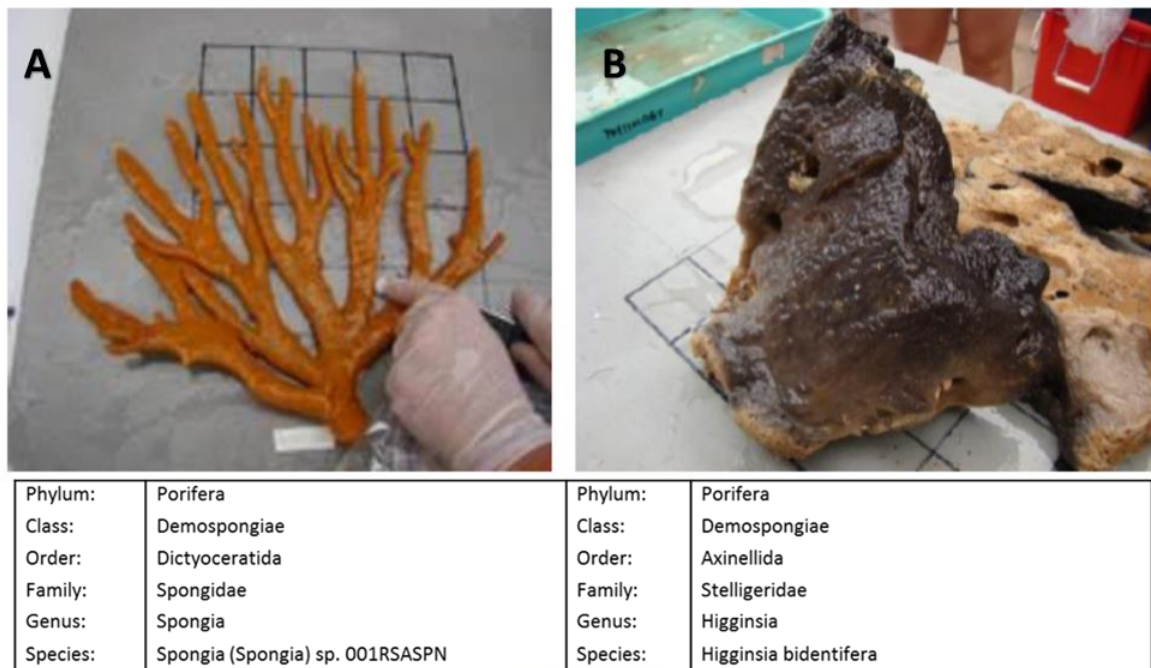 A
B
Phylum: Porifera
Class: Demospongiae
Order: Dictyoceratida
Family: Spongidae
Genus: Spongia
Species: Spongia (Spongia) sp. 001RSASPN
Phylum: Porifera
Class: Demospongiae
Order: Axinellida
Family: Stelligeridae
Genus: Higginsia
Species: Higginsia bidentifera